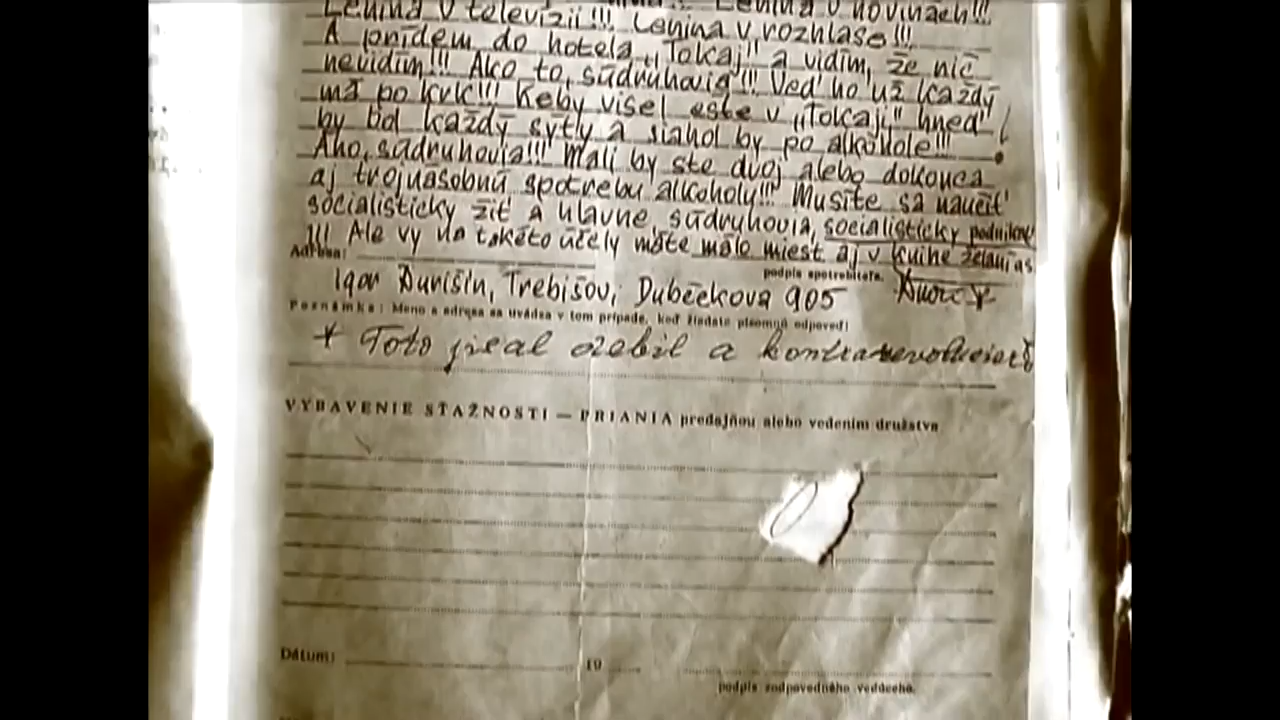 Lenina v novinách!!!
Lenina v televízii!!! Lenina v rozhlase!!!
A prídem do hotela „Tokaj" a vidím, že nič
nevidím!!! Ako to, súdruhovia!!! Veď ho už každý
má po krk!!! Keby visel ešte v „Tokaji" hneď
by bol každý sýty a siahol by po alkohole!!!
Áno, súdruhovia!!! Mali by ste dvoj alebo dokonca
aj trojnásobnú spotrebu alkoholu!!! Musíte sa naučiť
socialisticky žiť a hlavne, súdruhovia, socialisticky podnikať
!!! Ale vy na takéto účely máte málo miest aj v knihe želaní as
Adresa:
podpis spotrebiteľa.
Igor Ďurišin, Trebišov, Dubčekova 905
Poznámka: Meno a adresa sa uvádza v tom prípade, keď žiadate písomnú odpoveď!
* Toto písal debil a kontrarevolucionár
VYBAVENIE SŤAŽNOSTI — PRIANIA predajňou alebo vedením družstva
Dátum: 19
podpis zodpovedného vedúceho.